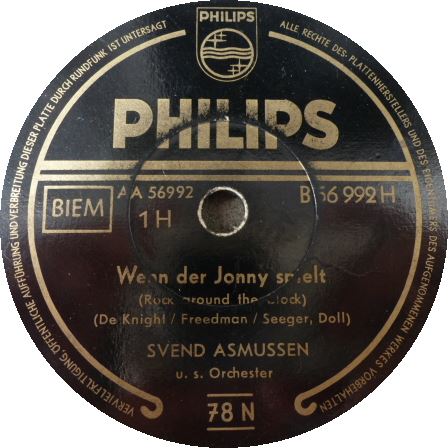 PHILIPS
ALLE RECHTE DES PLATTENHERSTELLERS UND DES EIGENTÜMERS DES AUFGENOMMENEN WERKES VORBEHALTEN
VERVIELFÄLTIGUNG, ÖFFENTLICHE AUFFÜHRUNG UND VERBREITUNG DIESER PLATTE DURCH RUNDFUNK IST UNTERSAGT
PHILIPS
BIEM
AA 56992
1H
B 56 992 H
Wenn der Jonny spielt
(Rock around the Clock)
(De Knight / Freedman / Seeger, Doll)
SVEND ASMUSSEN
u. s. Orchester
78 N